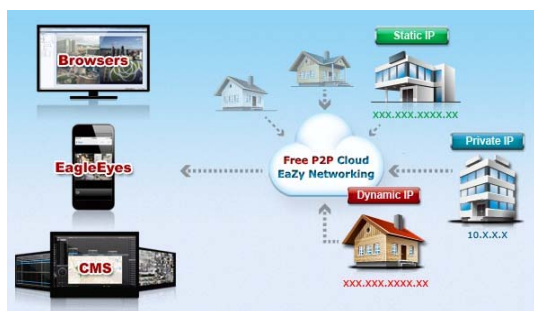 Browsers
Static IP
xxx.xxx.xxxx.xx
EagleEyes
Free P2P Cloud
EaZy Networking
Private IP
10.X.X.X
Dynamic IP
xxx.xxx.xxxx.xx
CMS